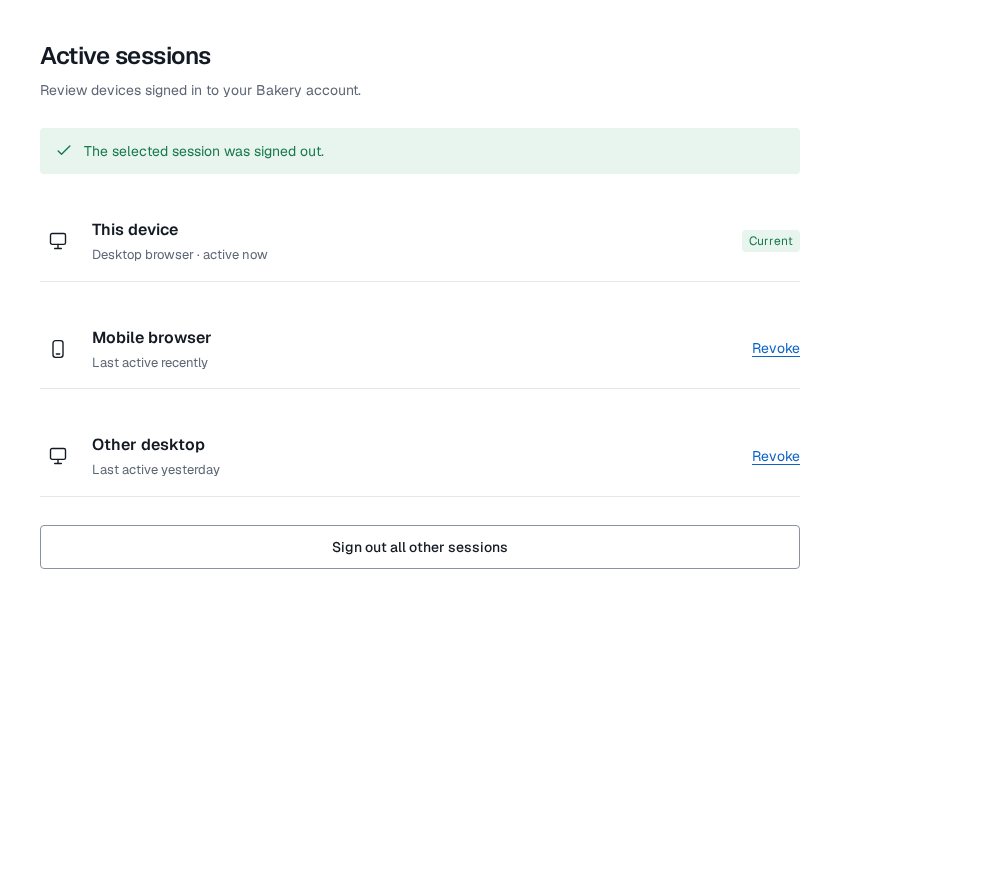 Active sessions
Review devices signed in to your Bakery account.
The selected session was signed out.
This device
Desktop browser · active now
Current
Mobile browser
Last active recently
Revoke
Other desktop
Last active yesterday
Revoke
Sign out all other sessions